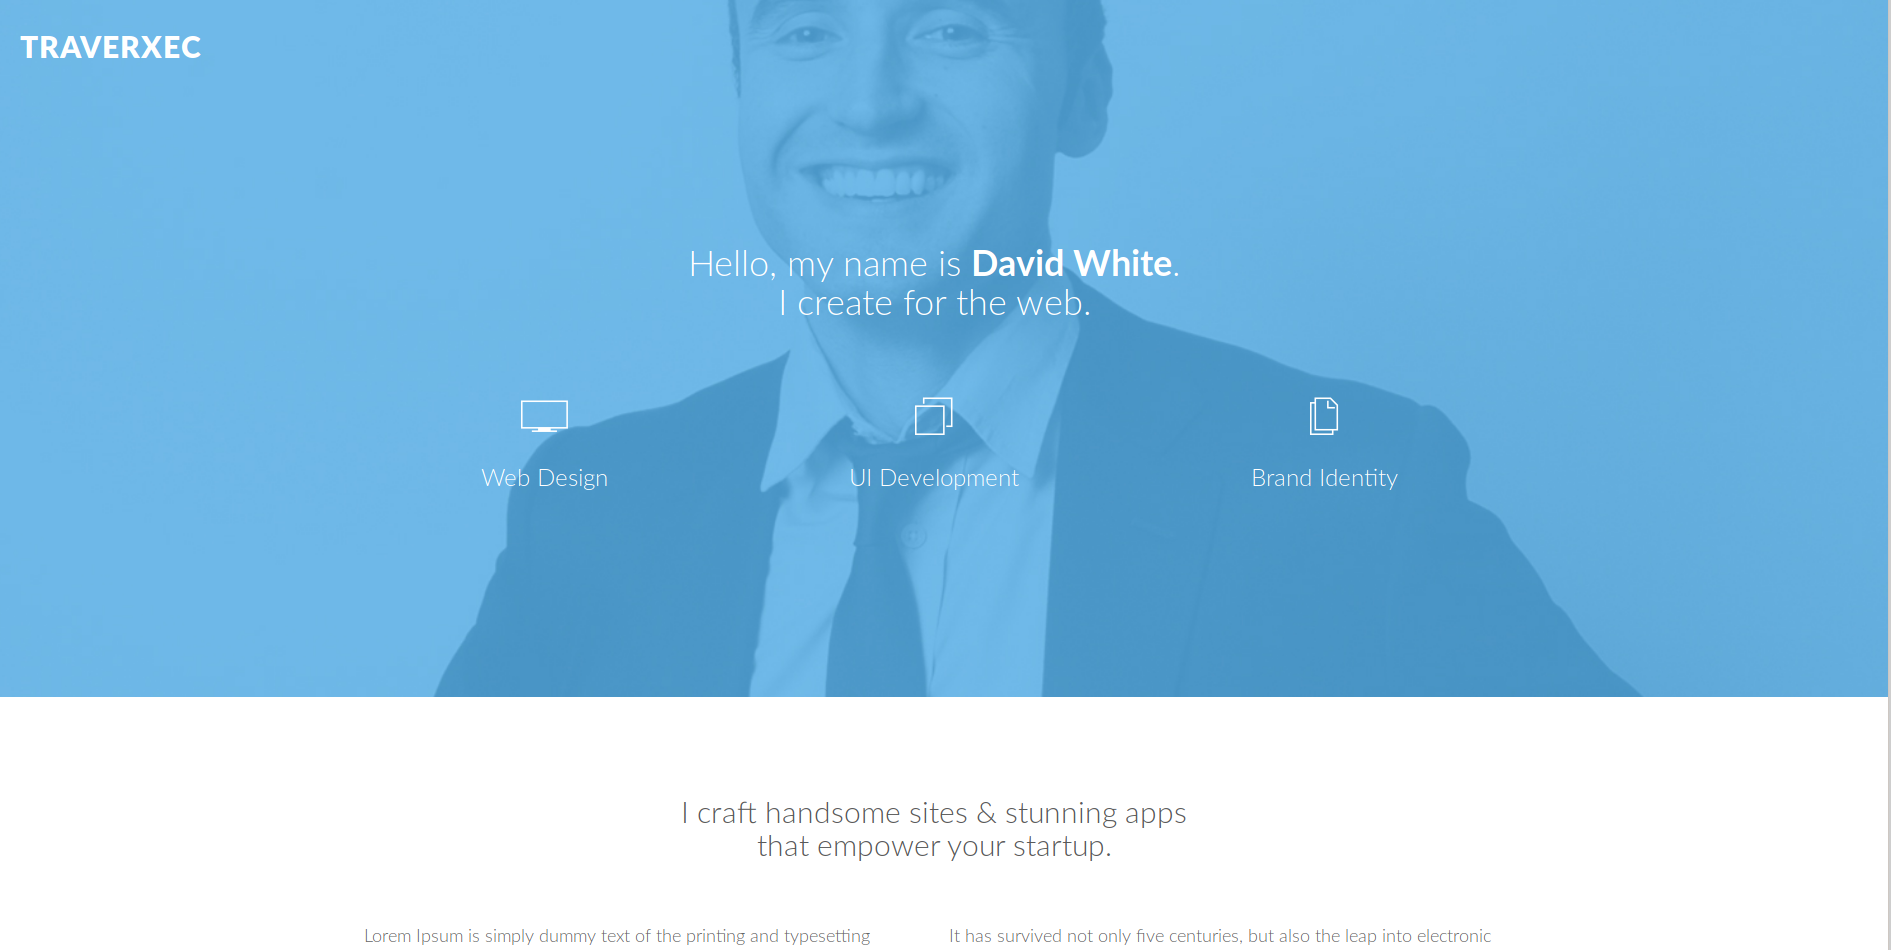 TRAVERXEC
Hello, my name is David White.
I create for the web.
Web Design
UI Development
Brand Identity
I craft handsome sites & stunning apps
that empower your startup.
Lorem Ipsum is simply dummy text of the printing and typesetting
It has survived not only five centuries, but also the leap into electronic